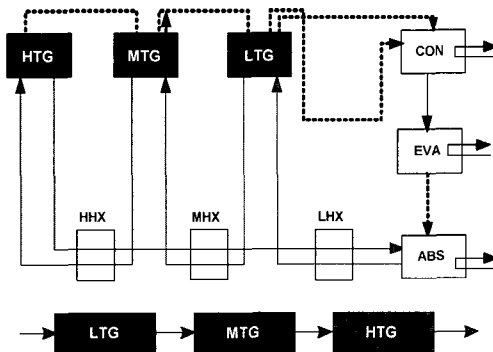 HTG MTG LTG CON
EVA
HHX MHX LHX
ABS
LTG MTG HTG